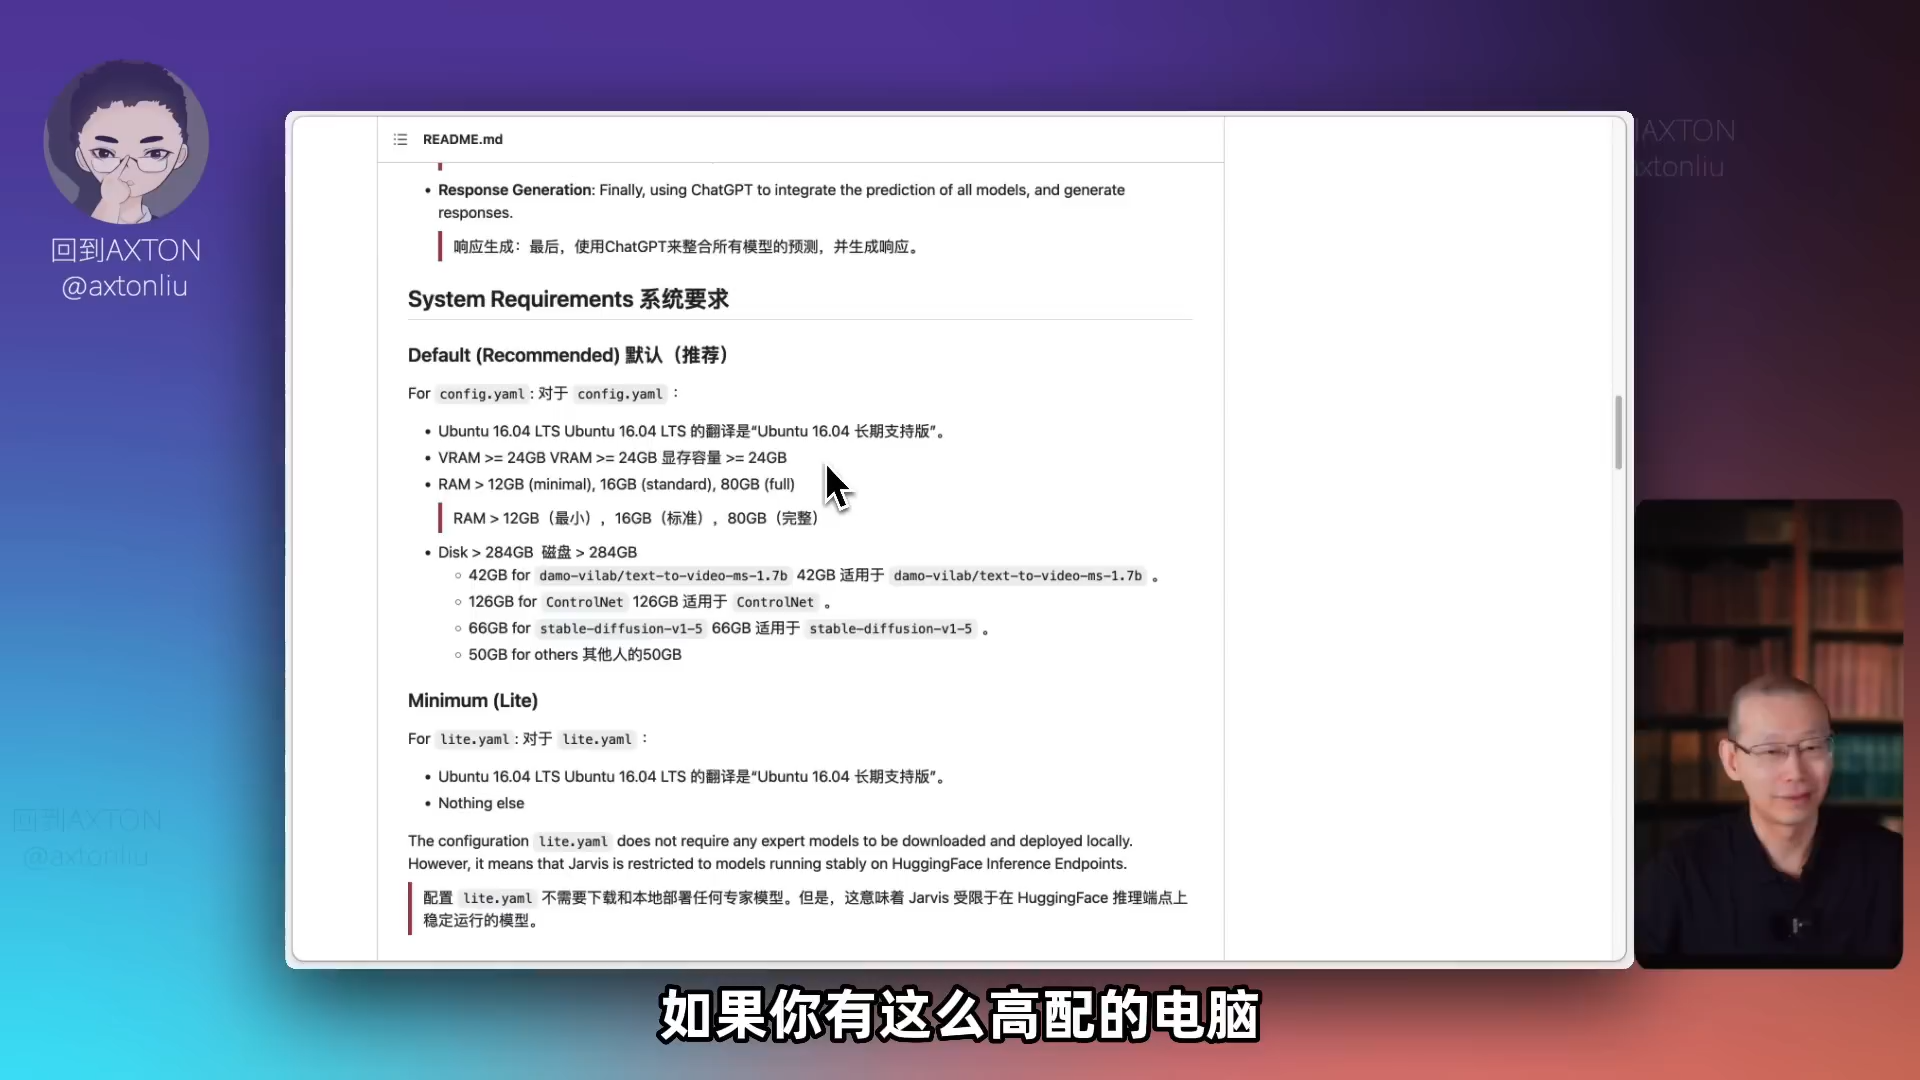 回到AXTON
@axtonliu
AXTON
axtonliu
README.md
Response Generation: Finally, using ChatGPT to integrate the prediction of all models, and generate
responses.
响应生成：最后，使用ChatGPT来整合所有模型的预测，并生成响应。
System Requirements 系统要求
Default (Recommended) 默认（推荐）
For config.yaml : 对于 config.yaml ：
• Ubuntu 16.04 LTS Ubuntu 16.04 LTS 的翻译是“Ubuntu 16.04 长期支持版”。
• VRAM >= 24GB VRAM >= 24GB 显存容量 >= 24GB
• RAM > 12GB (minimal), 16GB (standard), 80GB (full)
RAM > 12GB（最小），16GB（标准），80GB（完整）
• Disk > 284GB 磁盘 > 284GB
◦ 42GB for damo-vilab/text-to-video-ms-1.7b 42GB 适用于 damo-vilab/text-to-video-ms-1.7b 。
◦ 126GB for ControlNet 126GB 适用于 ControlNet 。
◦ 66GB for stable-diffusion-v1-5 66GB 适用于 stable-diffusion-v1-5 。
◦ 50GB for others 其他人的50GB
Minimum (Lite)
For lite.yaml : 对于 lite.yaml ：
• Ubuntu 16.04 LTS Ubuntu 16.04 LTS 的翻译是“Ubuntu 16.04 长期支持版”。
• Nothing else
The configuration lite.yaml does not require any expert models to be downloaded and deployed locally.
However, it means that Jarvis is restricted to models running stably on HuggingFace Inference Endpoints.
配置 lite.yaml 不需要下载和本地部署任何专家模型。但是，这意味着 Jarvis 受限于在 HuggingFace 推理端点上
稳定运行的模型。
回到AXTON
@axtonliu
如果你有这么高配的电脑